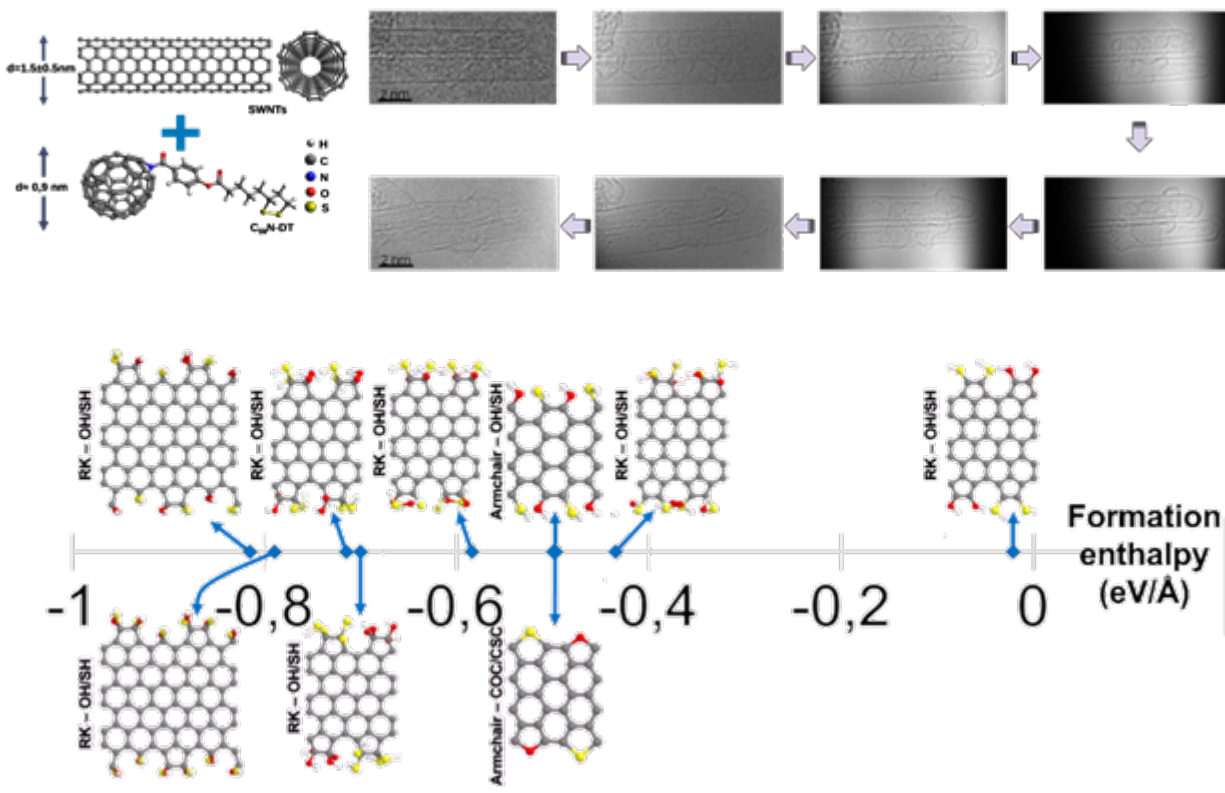 d=1.5±0.5nm
SWNTs
d≈ 0,9 nm
H
C
N
O
S
C₆₀N-DT
2 nm
2 nm
RK – OH/SH
RK – OH/SH
RK – OH/SH
Armchair – OH/SH
RK – OH/SH
RK – OH/SH
Formation
enthalpy
(eV/Å)
-1
-0,8
-0,6
-0,4
-0,2
0
RK – OH/SH
RK – OH/SH
Armchair – COC/CSC